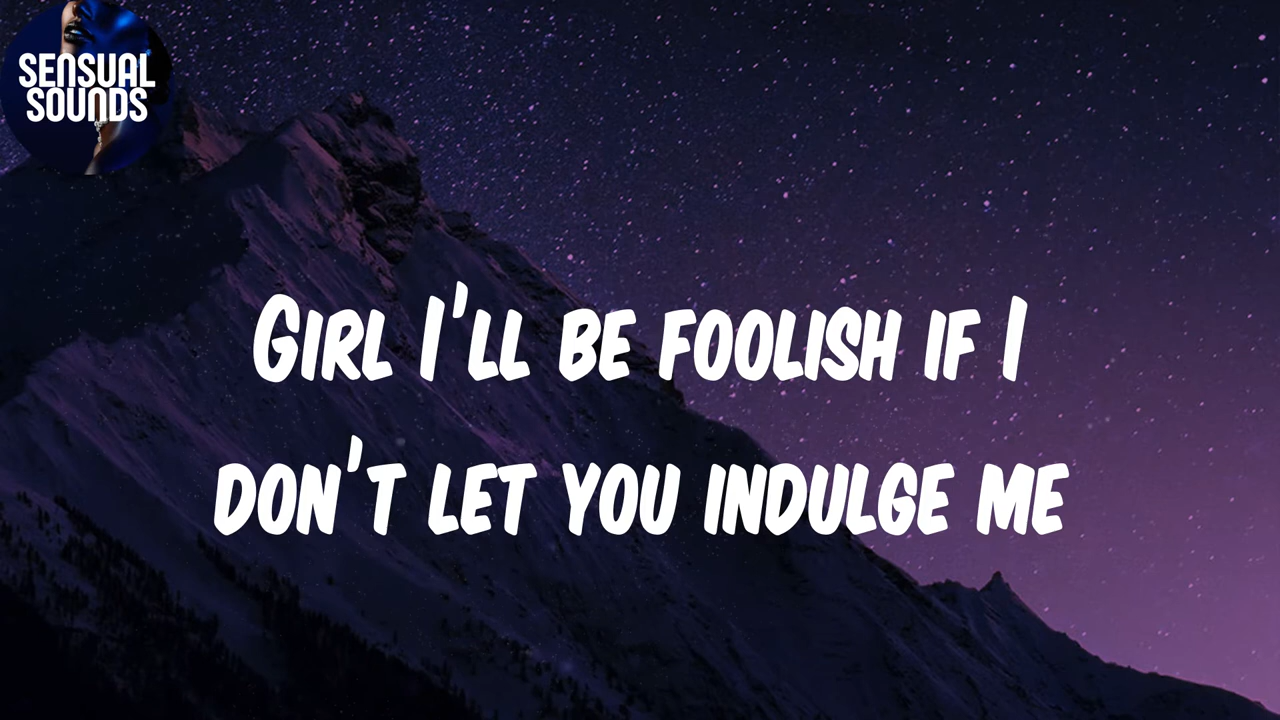 SENSUAL
SOUNDS
GIRL I'LL BE FOOLISH IF I
DON'T LET YOU INDULGE ME